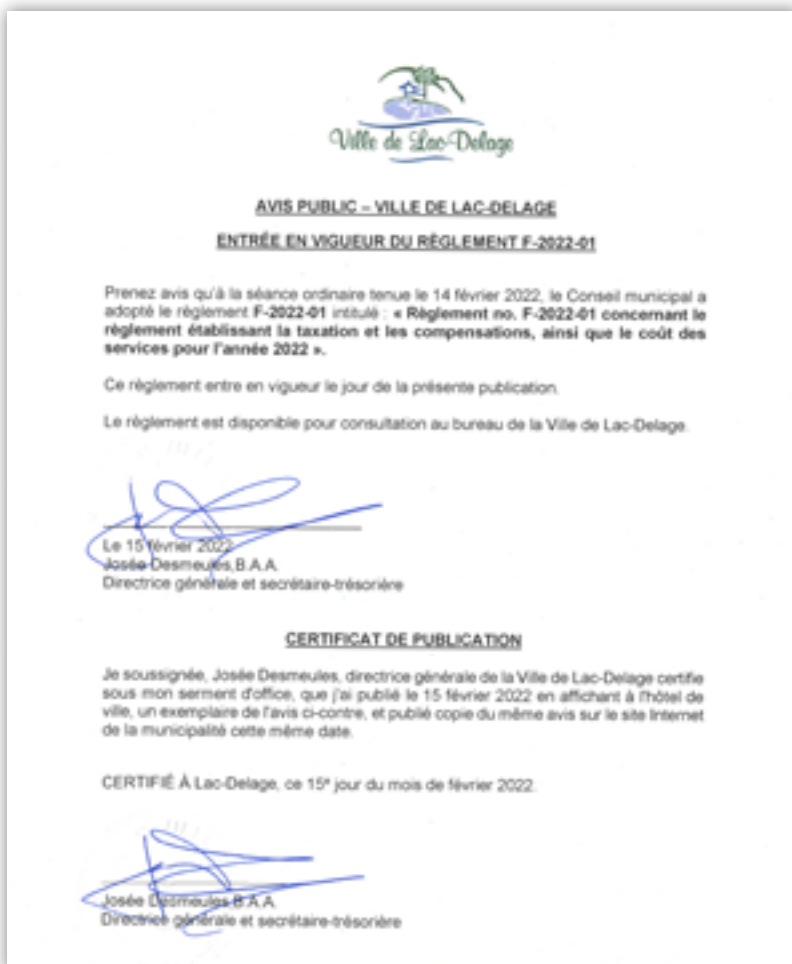 Ville de Lac-Delage
AVIS PUBLIC – VILLE DE LAC-DELAGE
ENTRÉE EN VIGUEUR DU RÈGLEMENT F-2022-01
Prenez avis qu'à la séance ordinaire tenue le 14 février 2022, le Conseil municipal a
adopté le règlement F-2022-01 intitulé : « Règlement no. F-2022-01 concernant le
règlement établissant la taxation et les compensations, ainsi que le coût des
services pour l'année 2022 ».
Ce règlement entre en vigueur le jour de la présente publication.
Le règlement est disponible pour consultation au bureau de la Ville de Lac-Delage.
Le 15 février 2022
Josée Desmeules,B.A.A.
Directrice générale et secrétaire-trésorière
CERTIFICAT DE PUBLICATION
Je soussignée, Josée Desmeules, directrice générale de la Ville de Lac-Delage certifie
sous mon serment d'office, que j'ai publié le 15 février 2022 en affichant à l'hôtel de
ville, un exemplaire de l'avis ci-contre, et publié copie du même avis sur le site Internet
de la municipalité cette même date.
CERTIFIÉ À Lac-Delage, ce 15e jour du mois de février 2022.
Josée Desmeules B.A.A.
Directrice générale et secrétaire-trésorière